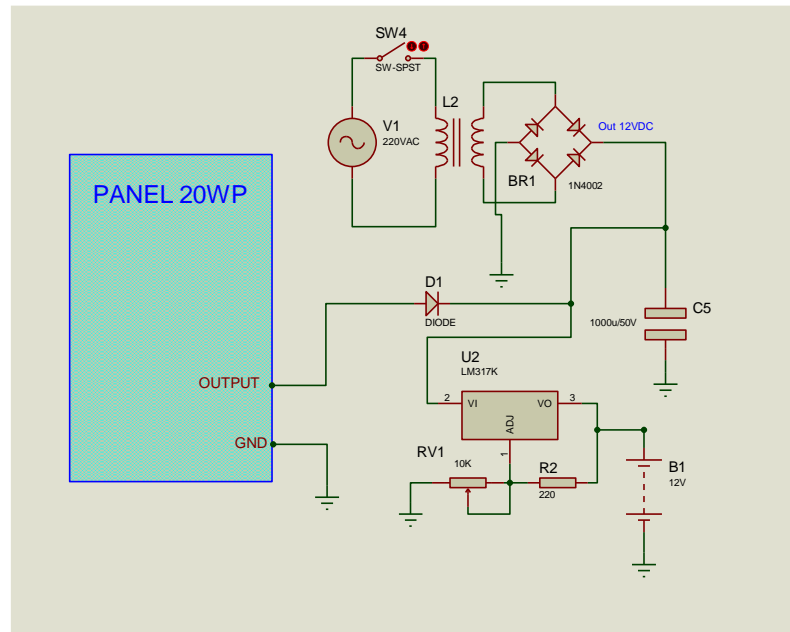 SW4
SW-SPST
L2
V1
220VAC
Out 12VDC
BR1
1N4002
PANEL 20WP
D1
DIODE
C5
1000u/50V
U2
LM317K
OUTPUT
2
VI
VO
3
ADJ
1
GND
RV1
10K
R2
220
B1
12V